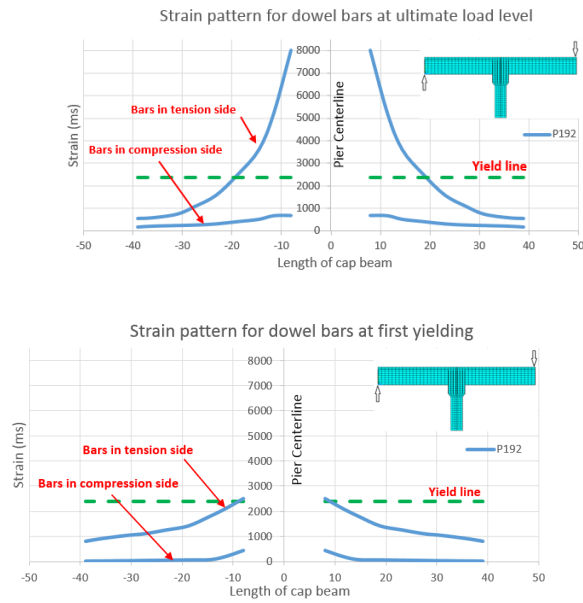 Strain pattern for dowel bars at ultimate load level
8000
7000
6000
5000
4000
3000
2000
1000
0
Strain (ms)
Pier Centerline
Bars in tension side
Bars in compression side
P192
Yield line
-50
-40
-30
-20
-10
0
10
20
30
40
50
Length of cap beam
Strain pattern for dowel bars at first yielding
8000
7000
6000
5000
4000
3000
2000
1000
0
Strain (ms)
Pier Centerline
Bars in tension side
Bars in compression side
P192
Yield line
-50
-40
-30
-20
-10
0
10
20
30
40
50
Length of cap beam